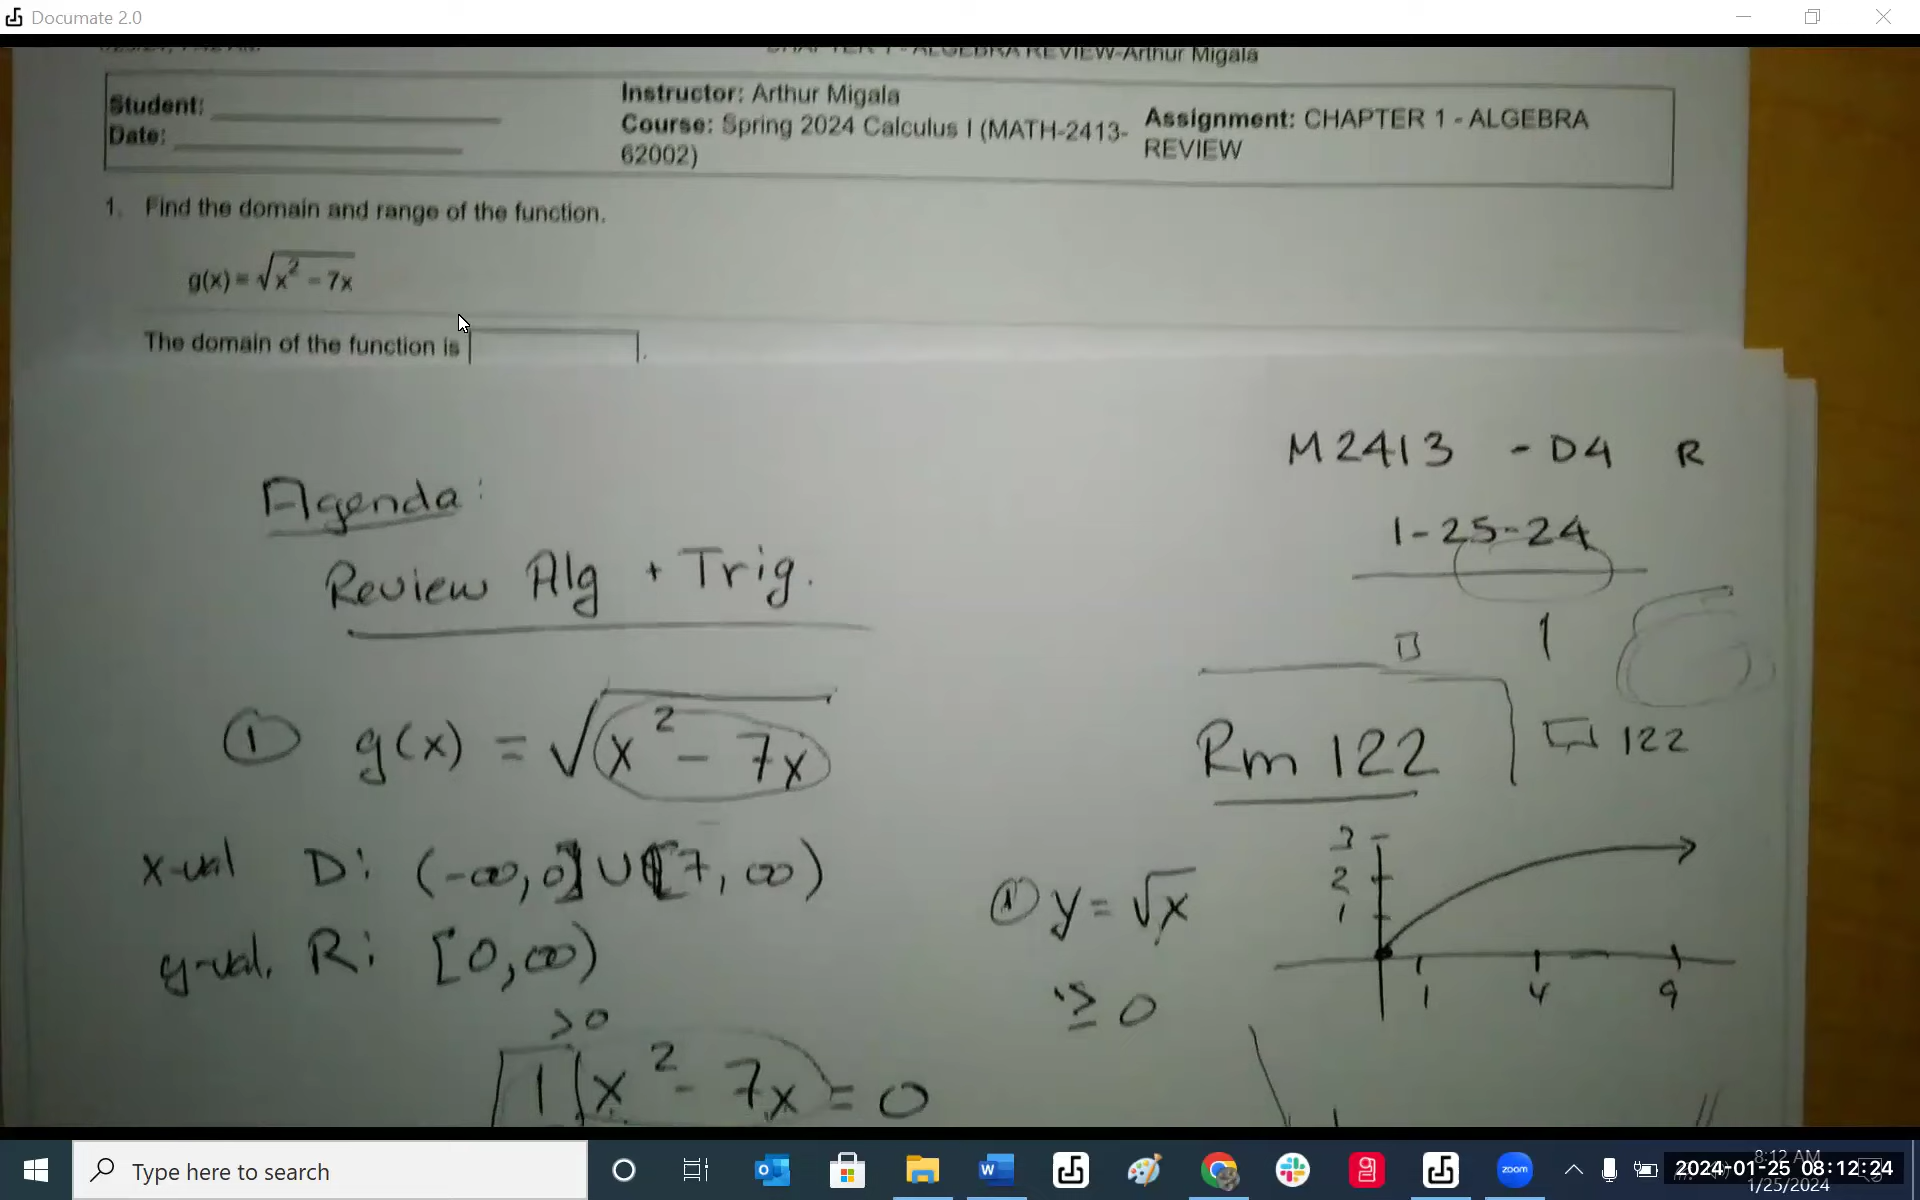 Documate 2.0
CHAPTER 1 - ALGEBRA REVIEW-Arthur Migala
Student:
Date:
Instructor: Arthur Migala
Course: Spring 2024 Calculus I (MATH-2413-
62002)
Assignment: CHAPTER 1 - ALGEBRA
REVIEW
1. Find the domain and range of the function.
g(x) = √x² - 7x
The domain of the function is .
M2413 - D4 R
1-25-24
Agenda:
Review Alg + Trig.
1
① g(x) = √x² - 7x
Rm 122
122
x-val D: (-∞, 0] ∪ [7, ∞)
y-val. R: [0, ∞)
① y = √x
≥ 0
3
2
1
1 4 9
> 0
1 x² - 7x = 0
Type here to search
zoom
8:12 AM
2024-01-25 08:12:24
1/25/2024